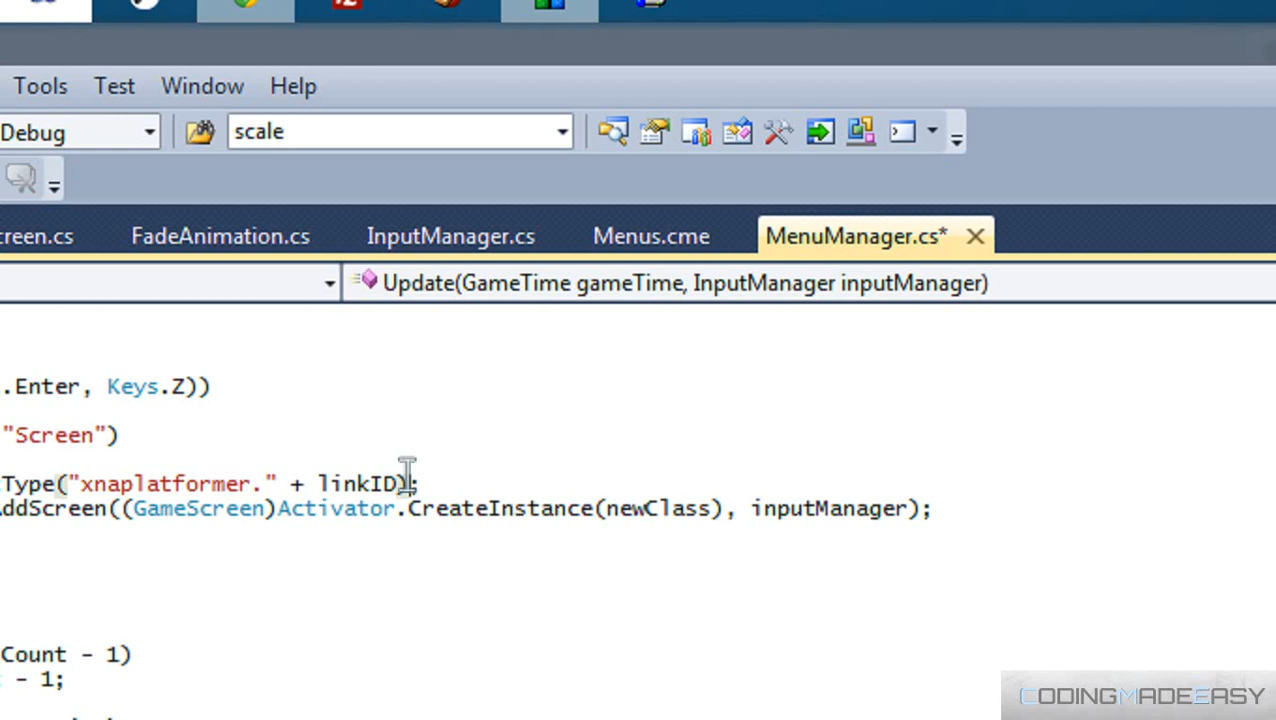 Tools Test Window Help
Debug scale
creen.cs FadeAnimation.cs InputManager.cs Menus.cme MenuManager.cs*
Update(GameTime gameTime, InputManager inputManager)
.Enter, Keys.Z))
"Screen")
tType("xnaplatformer." + linkID);
ddScreen((GameScreen)Activator.CreateInstance(newClass), inputManager);
Count - 1)
- 1;
CODINGMADEEASY